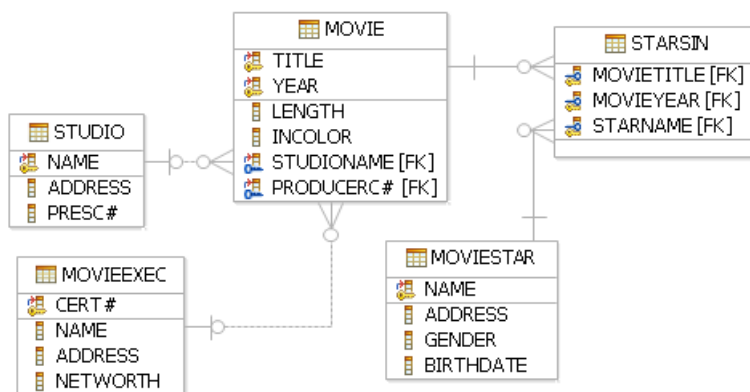 MOVIE
TITLE
YEAR
LENGTH
INCOLOR
STUDIONAME [FK]
PRODUCERC# [FK]
STARSIN
MOVIETITLE [FK]
MOVIEYEAR [FK]
STARNAME [FK]
STUDIO
NAME
ADDRESS
PRESC#
MOVIEEXEC
CERT#
NAME
ADDRESS
NETWORTH
MOVIESTAR
NAME
ADDRESS
GENDER
BIRTHDATE